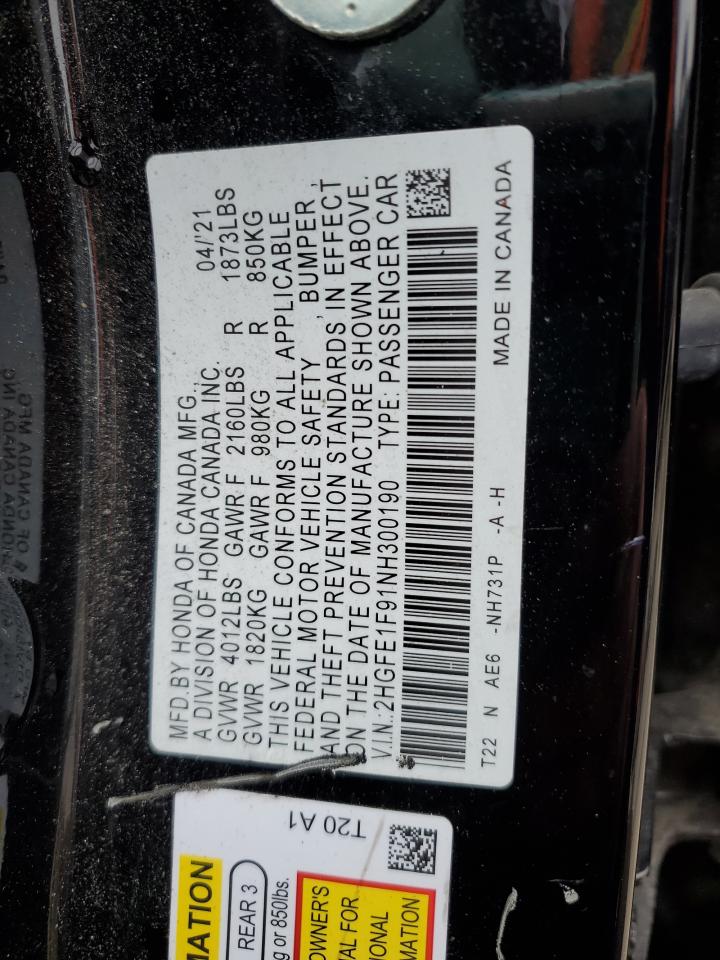 MFD.BY HONDA OF CANADA MFG., 04/'21
A DIVISION OF HONDA CANADA INC.
GVWR 4012LBS GAWR F 2160LBS R 1873LBS
GVWR 1820KG GAWR F 980KG R 850KG
THIS VEHICLE CONFORMS TO ALL APPLICABLE
FEDERAL MOTOR VEHICLE SAFETY, BUMPER,
AND THEFT PREVENTION STANDARDS IN EFFECT
ON THE DATE OF MANUFACTURE SHOWN ABOVE.
V.I.N.:2HGFE1F91NH300190 TYPE: PASSENGER CAR
T22 N AE6 -NH731P -A -H MADE IN CANADA
T20 A1
MATION
REAR 3
or 850lbs.
OWNER'S
FOR
MATION